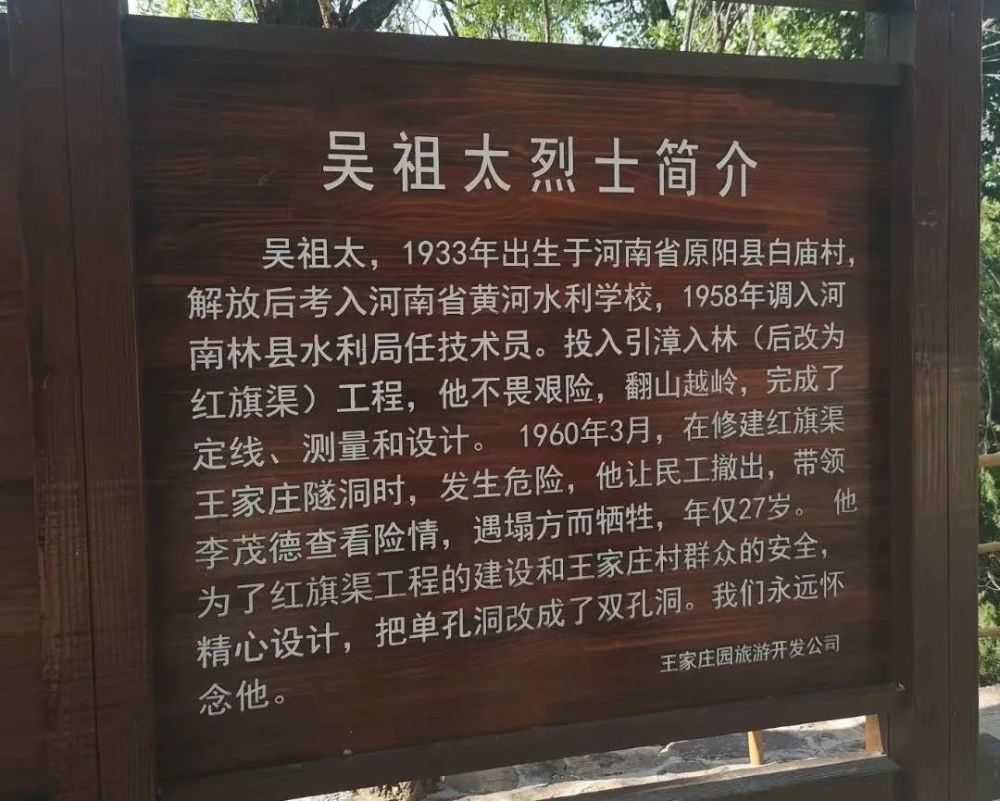 吴祖太烈士简介
吴祖太，1933年出生于河南省原阳县白庙村，
解放后考入河南省黄河水利学校，1958年调入河
南林县水利局任技术员。投入引漳入林（后改为
红旗渠）工程，他不畏艰险，翻山越岭，完成了
定线、测量和设计。 1960年3月，在修建红旗渠
王家庄隧洞时，发生危险，他让民工撤出，带领
李茂德查看险情，遇塌方而牺牲，年仅27岁。 他
为了红旗渠工程的建设和王家庄村群众的安全，
精心设计，把单孔洞改成了双孔洞。我们永远怀
念他。
王家庄园旅游开发公司